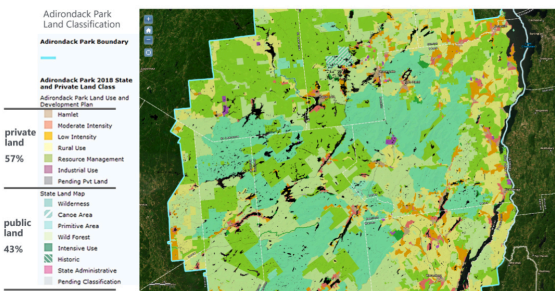 Adirondack Park
Land Classification
Adirondack Park Boundary
Adirondack Park 2018 State
and Private Land Class
Adirondack Park Land Use and
Development Plan
private
land
57%
Hamlet
Moderate Intensity
Low Intensity
Rural Use
Resource Management
Industrial Use
Pending Pvt Land
State Land Map
public
land
43%
Wilderness
Canoe Area
Primitive Area
Wild Forest
Intensive Use
Historic
State Administrative
Pending Classification